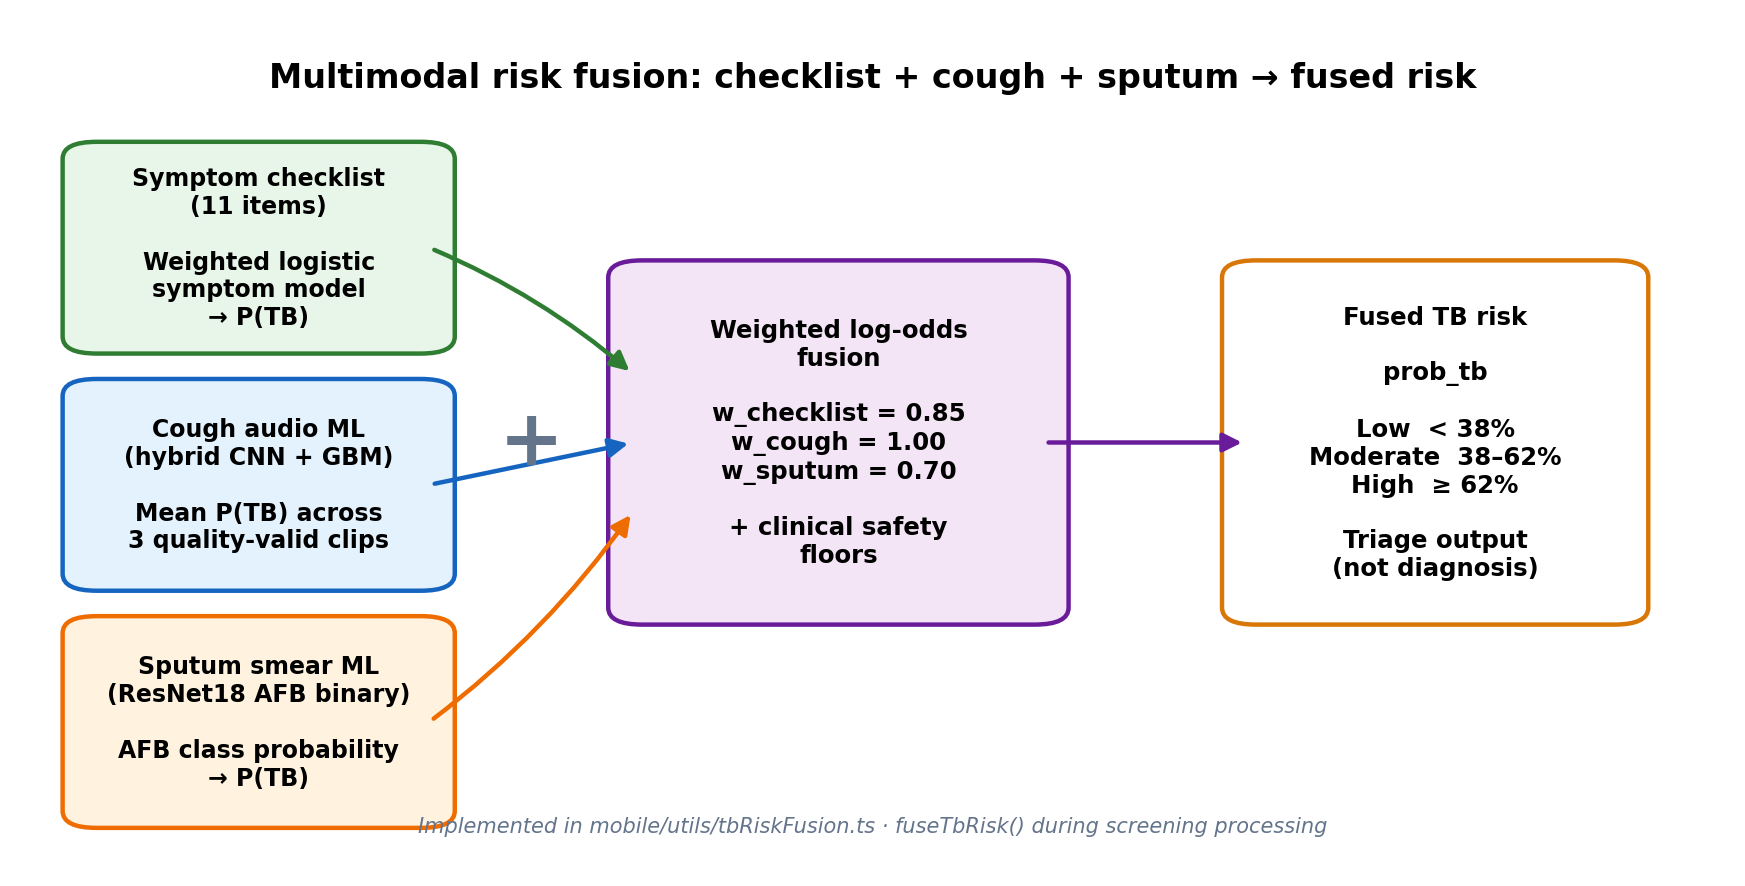 Multimodal risk fusion: checklist + cough + sputum → fused risk
Symptom checklist
(11 items)
Weighted logistic
symptom model
→ P(TB)
Cough audio ML
(hybrid CNN + GBM)
Mean P(TB) across
3 quality-valid clips
Sputum smear ML
(ResNet18 AFB binary)
AFB class probability
→ P(TB)
+
Weighted log-odds
fusion
w_checklist = 0.85
w_cough = 1.00
w_sputum = 0.70
+ clinical safety
floors
Fused TB risk
prob_tb
Low  < 38%
Moderate  38–62%
High  ≥ 62%
Triage output
(not diagnosis)
Implemented in mobile/utils/tbRiskFusion.ts · fuseTbRisk() during screening processing